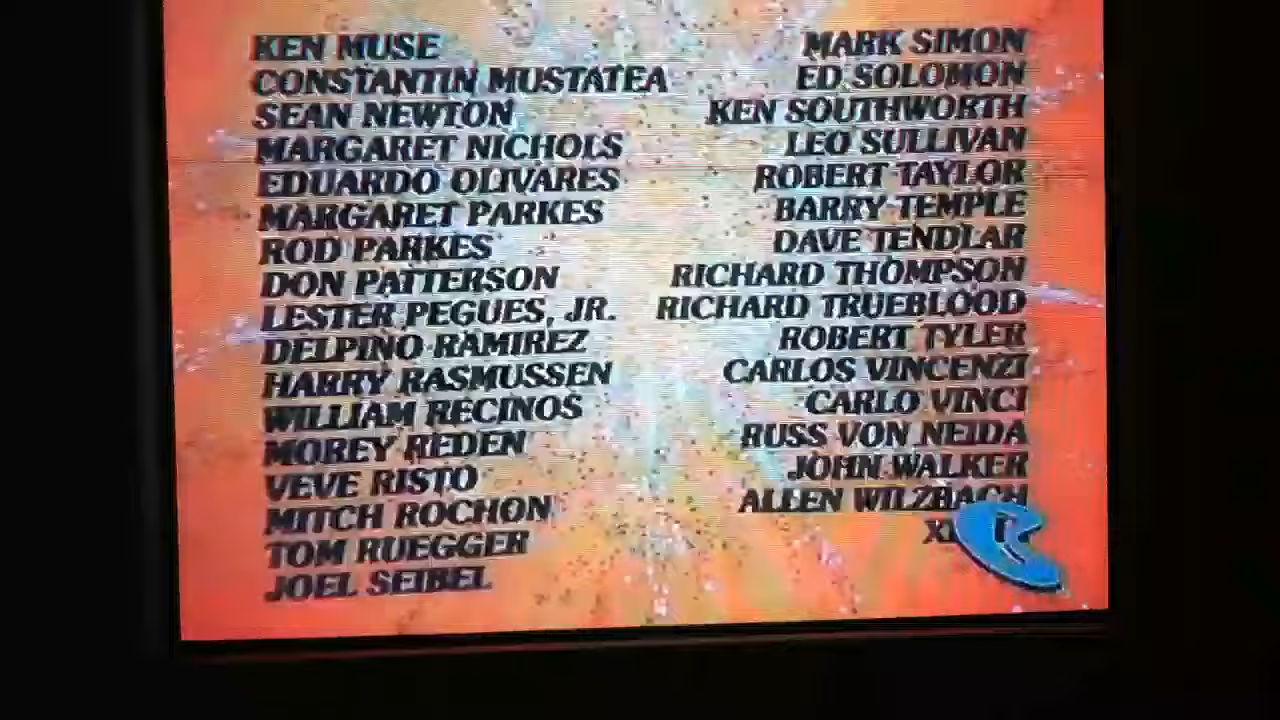 KEN MUSE
CONSTANTIN MUSTATEA
SEAN NEWTON
MARGARET NICHOLS
EDUARDO OLIVARES
MARGARET PARKES
ROD PARKES
DON PATTERSON
LESTER PEGUES, JR.
DELPINO RAMIREZ
HARRY RASMUSSEN
WILLIAM RECINOS
MOREY REDEN
VEVE RISTO
MITCH ROCHON
TOM RUEGGER
JOEL SEIBEL
MARK SIMON
ED SOLOMON
KEN SOUTHWORTH
LEO SULLIVAN
ROBERT TAYLOR
BARRY TEMPLE
DAVE TENDLAR
RICHARD THOMPSON
RICHARD TRUEBLOOD
ROBERT TYLER
CARLOS VINCENZI
CARLO VINCI
RUSS VON NEIDA
JOHN WALKER
ALLEN WILZBACH